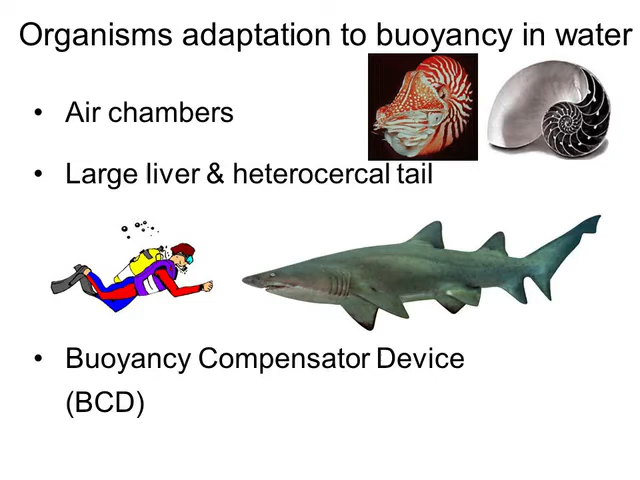 Organisms adaptation to buoyancy in water
• Air chambers
• Large liver & heterocercal tail
• Buoyancy Compensator Device
(BCD)